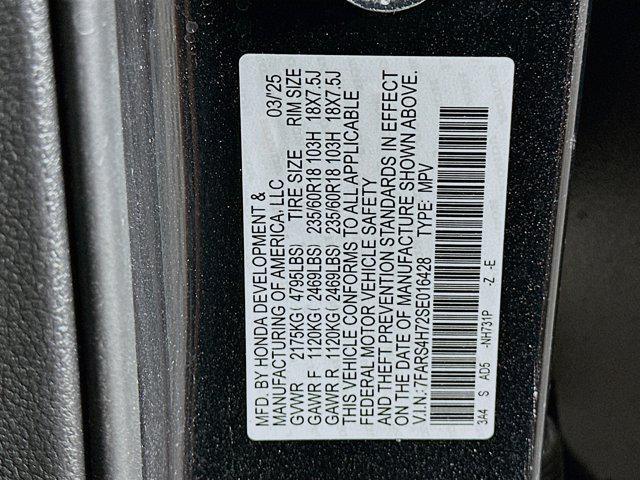 MFD. BY HONDA DEVELOPMENT & 03/'25
MANUFACTURING OF AMERICA, LLC
GVWR 2175KG ( 4795LBS) TIRE SIZE RIM SIZE
GAWR F 1120KG ( 2469LBS) 235/60R18 103H 18X7.5J
GAWR R 1120KG ( 2469LBS) 235/60R18 103H 18X7.5J
THIS VEHICLE CONFORMS TO ALL APPLICABLE
FEDERAL MOTOR VEHICLE SAFETY
AND THEFT PREVENTION STANDARDS IN EFFECT
ON THE DATE OF MANUFACTURE SHOWN ABOVE.
V.I.N.: 7FARS4H72SE016428 TYPE: MPV
3A4 S AD5 -NH731P -Z -E